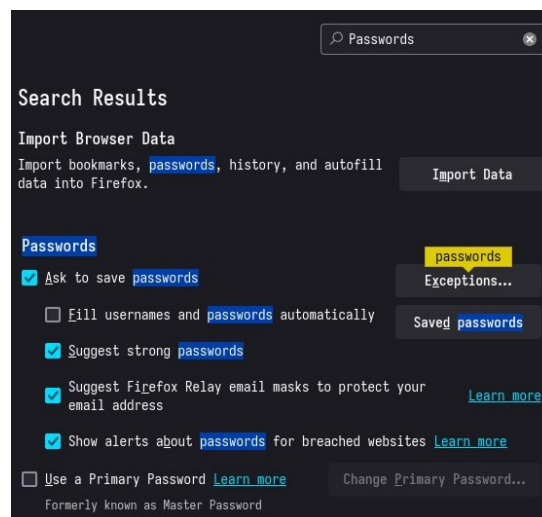 Passwords
Search Results
Import Browser Data
Import bookmarks, passwords, history, and autofill
data into Firefox.
Import Data
Passwords
passwords
Ask to save passwords
Exceptions...
Fill usernames and passwords automatically
Saved passwords
Suggest strong passwords
Suggest Firefox Relay email masks to protect your
email address
Learn more
Show alerts about passwords for breached websites Learn more
Use a Primary Password Learn more
Change Primary Password...
Formerly known as Master Password